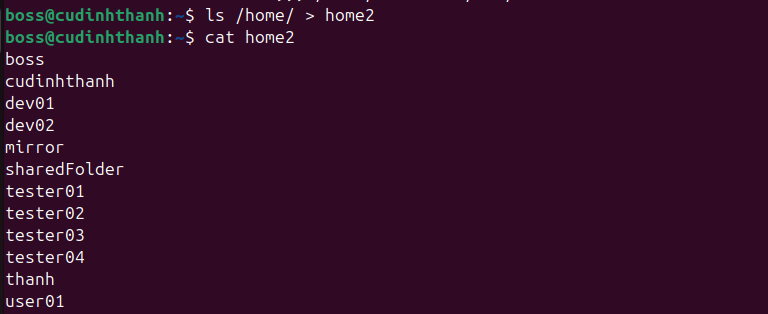 boss@cudinhthanh:~$ ls /home/ > home2
boss@cudinhthanh:~$ cat home2
boss
cudinhthanh
dev01
dev02
mirror
sharedFolder
tester01
tester02
tester03
tester04
thanh
user01